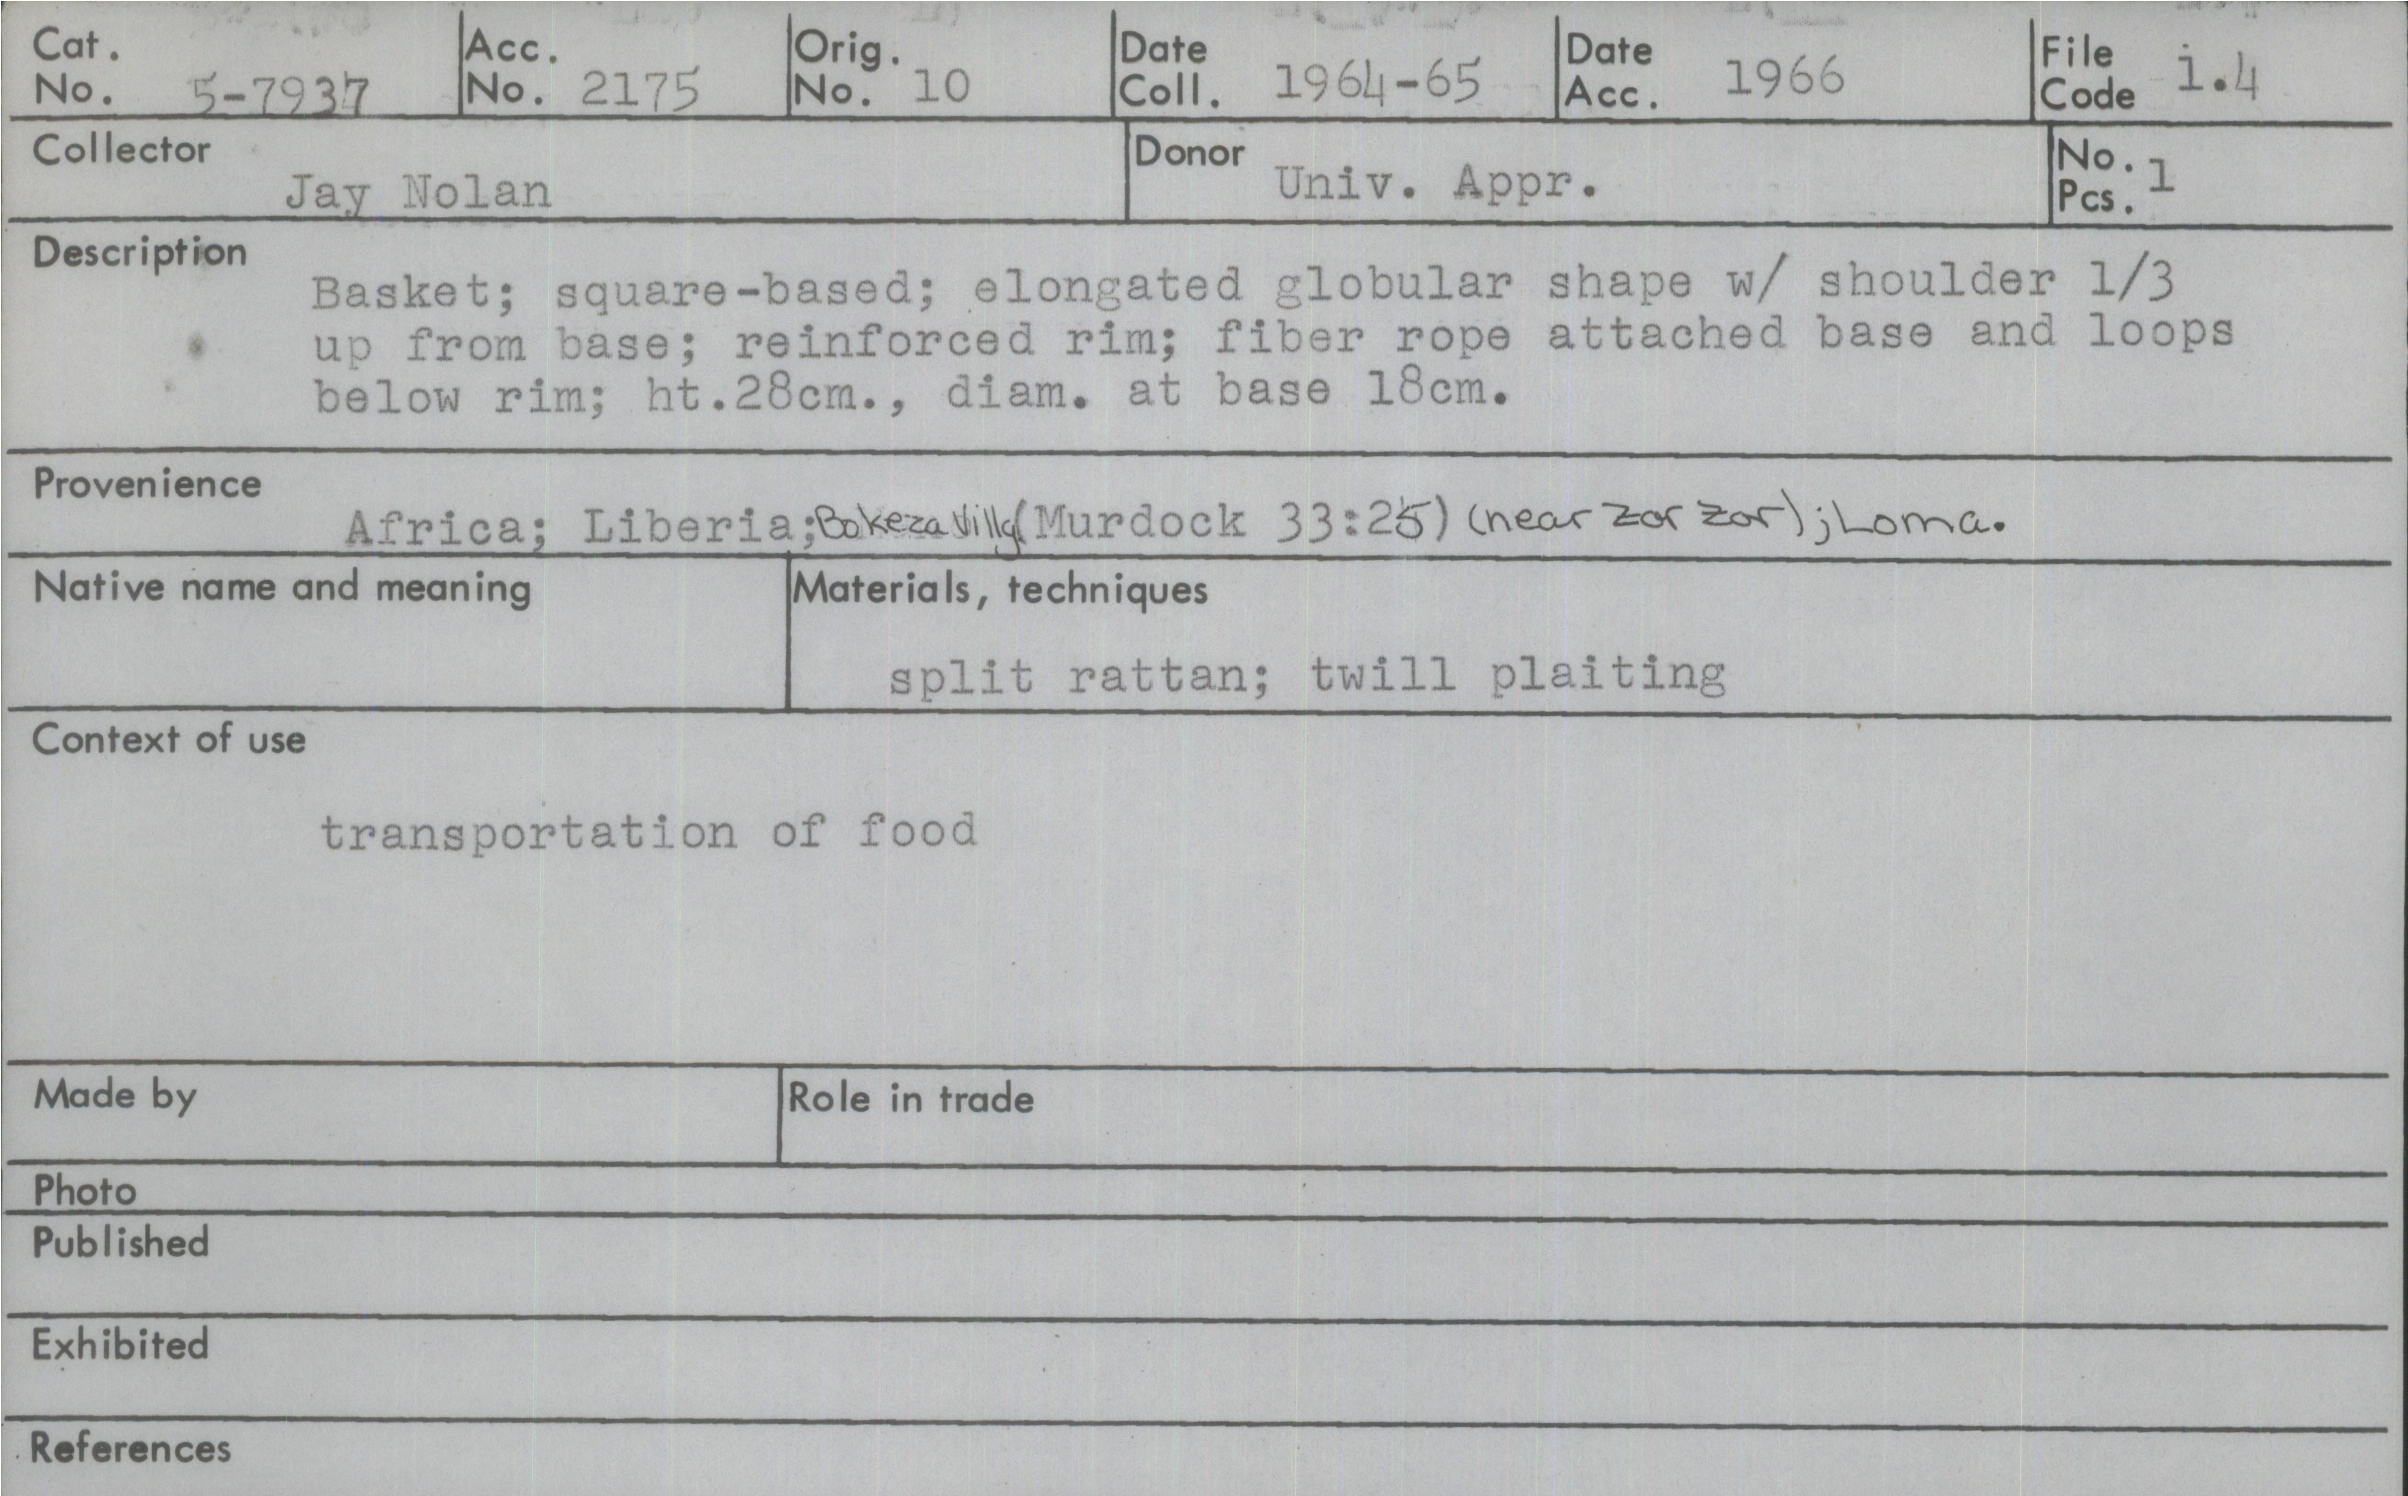 Cat. No. 5-7937 Acc. No. 2175 Orig. No. 10 Date Coll. 1964-65 Date Acc. 1966 File Code i.4
Collector Jay Nolan Donor Univ. Appr. No. Pcs. 1
Description
Basket; square-based; elongated globular shape w/ shoulder 1/3
up from base; reinforced rim; fiber rope attached base and loops
below rim; ht.28cm., diam. at base 18cm.
Provenience
Africa; Liberia; Bokeza Villg (Murdock 33:25) (near Zor Zor); Loma.
Native name and meaning Materials, techniques
split rattan; twill plaiting
Context of use
transportation of food
Made by Role in trade
Photo
Published
Exhibited
References